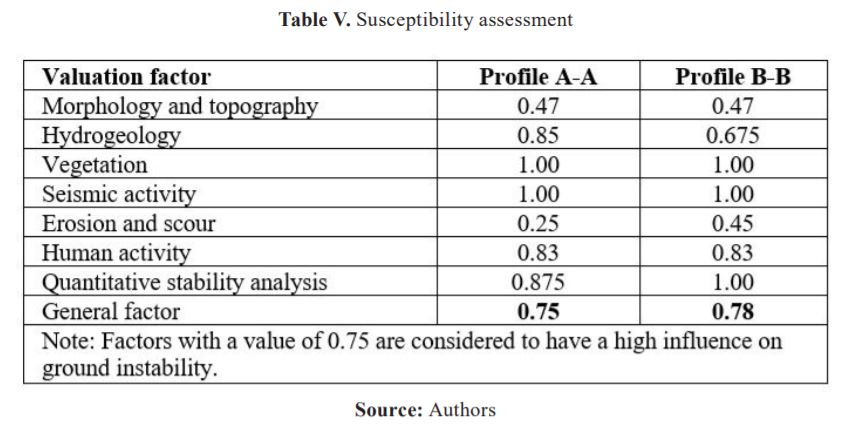 Table V. Susceptibility assessment
Valuation factor Profile A-A Profile B-B
Morphology and topography 0.47 0.47
Hydrogeology 0.85 0.675
Vegetation 1.00 1.00
Seismic activity 1.00 1.00
Erosion and scour 0.25 0.45
Human activity 0.83 0.83
Quantitative stability analysis 0.875 1.00
General factor 0.75 0.78
Note: Factors with a value of 0.75 are considered to have a high influence on
ground instability.
Source: Authors